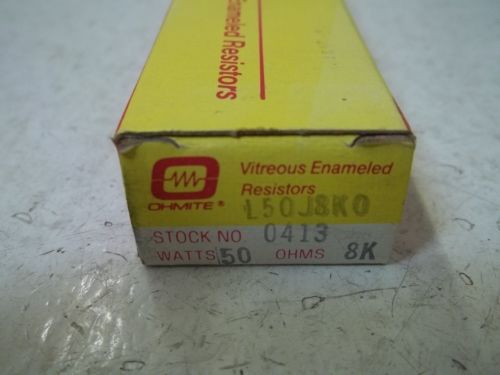 Enameled Resistors
OHMITE®
Vitreous Enameled
Resistors
L50J8K0
STOCK NO 0413
WATTS 50 OHMS 8K